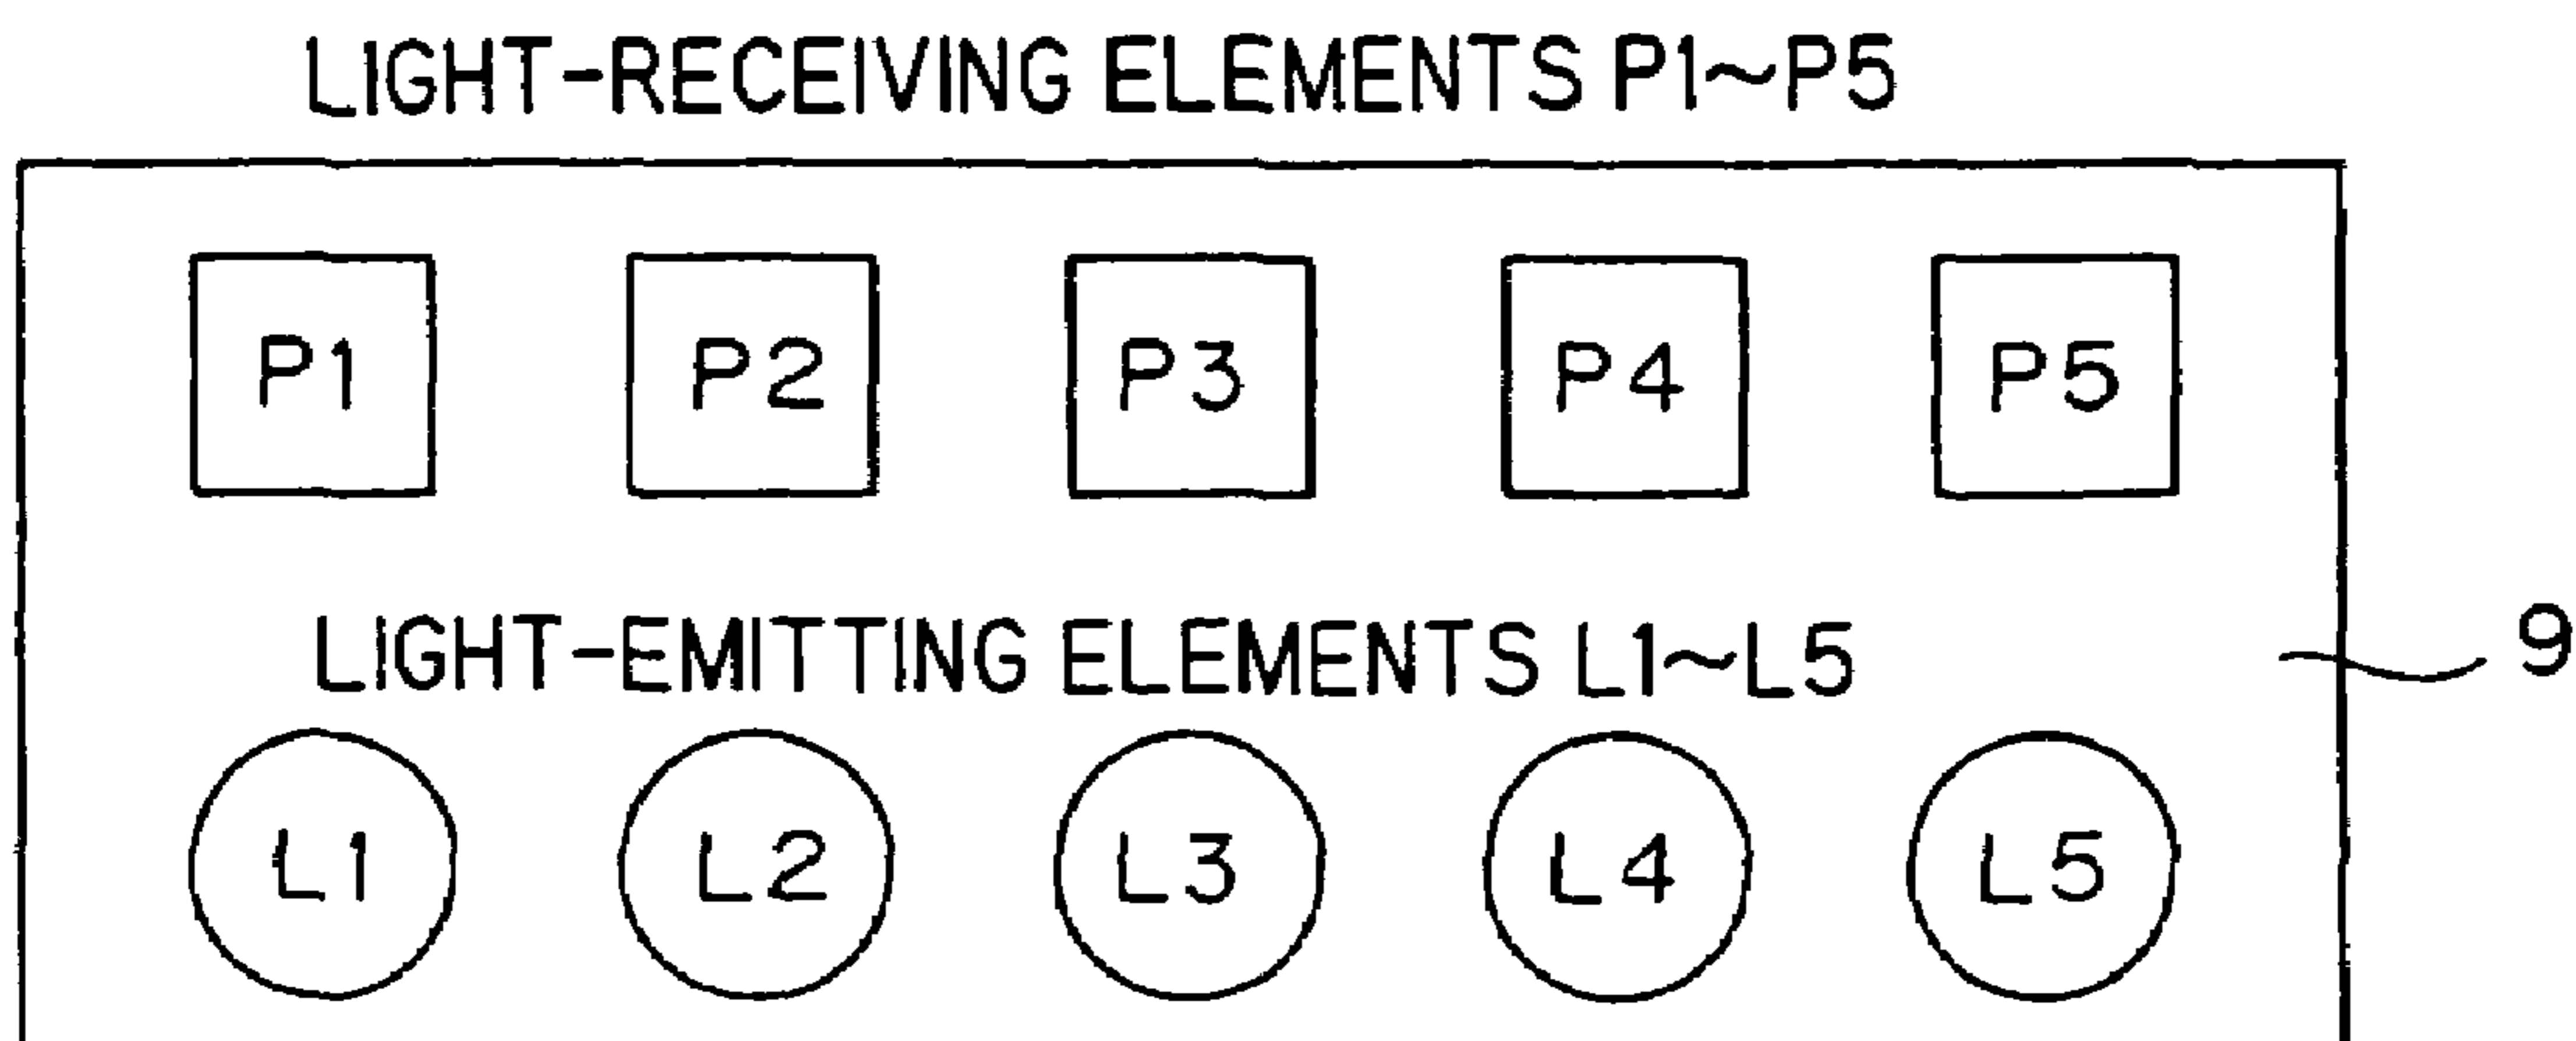 LIGHT-RECEIVING ELEMENTS P1~P5
P1 P2 P3 P4 P5
LIGHT-EMITTING ELEMENTS L1~L5
9
L1 L2 L3 L4 L5